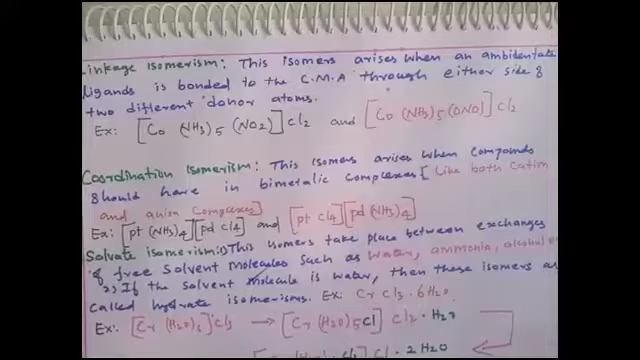 Linkage Isomerism: This Isomers arises when an ambidentate
ligands is bonded to the C.M.A through either side &
two different donor atoms.
Ex: [Co (NH3)5 (NO2)]Cl2 and [Co (NH3)5 (ONO)]Cl2
Coordination Isomerism: This isomers arises when Compounds
Should have in bimetalic complexes [Like both Cation
and anion Complexes]
Ex: [pt (NH3)4][pd Cl4] and [pt Cl4][pd (NH3)4]
Solvate isomerism: 1) This isomers take place between exchanges
of free Solvent molecules such as water, ammonia, alcohol
2) If the solvent molecule is water, then these isomers are
called hydrate isomerisms. Ex: Cr Cl3 · 6H2O.
Ex: [Cr (H2O)6]Cl3 → [Cr (H2O)5Cl] Cl2 · H2O
Cl · 2H2O